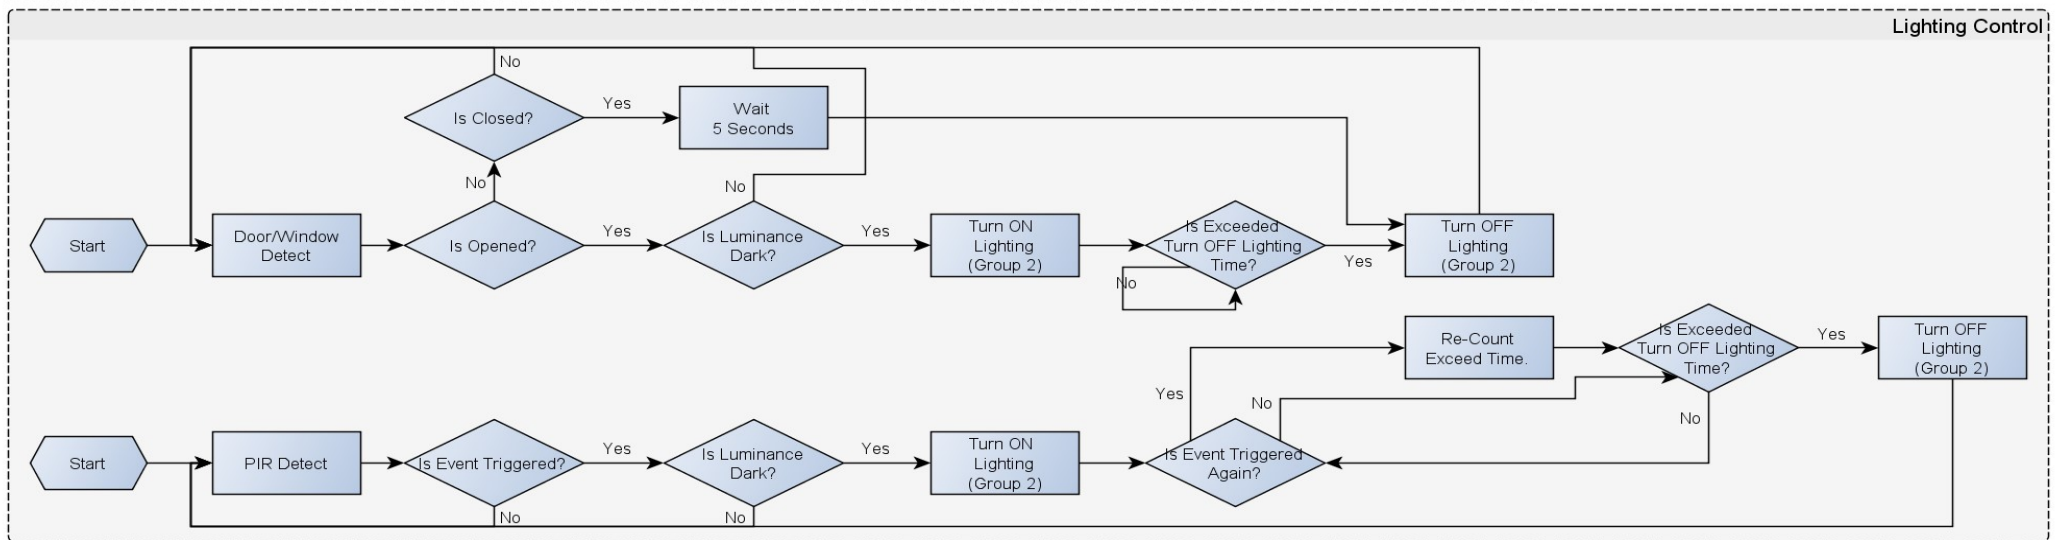 Lighting Control
No
Is Closed?
Yes
Wait
5 Seconds
No
No
Start
Door/Window
Detect
Is Opened?
Yes
Is Luminance
Dark?
Yes
Turn ON
Lighting
(Group 2)
Is Exceeded
Turn OFF Lighting
Time?
No
Yes
Turn OFF
Lighting
(Group 2)
Start
PIR Detect
Is Event Triggered?
No
Yes
Is Luminance
Dark?
No
Yes
Turn ON
Lighting
(Group 2)
Is Event Triggered
Again?
Yes
No
Re-Count
Exceed Time.
Is Exceeded
Turn OFF Lighting
Time?
No
Yes
Turn OFF
Lighting
(Group 2)